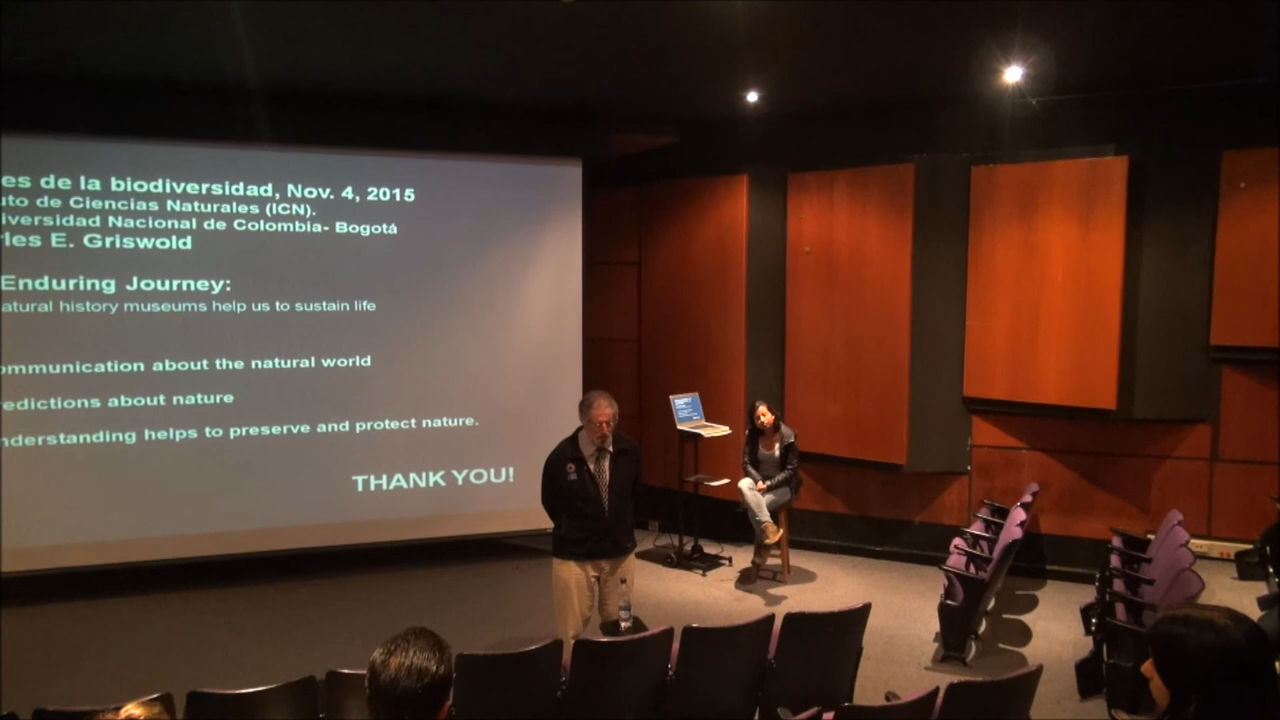 es de la biodiversidad, Nov. 4, 2015
uto de Ciencias Naturales (ICN).
iversidad Nacional de Colombia- Bogotá
rles E. Griswold
Enduring Journey:
atural history museums help us to sustain life
ommunication about the natural world
redictions about nature
nderstanding helps to preserve and protect nature.
THANK YOU!